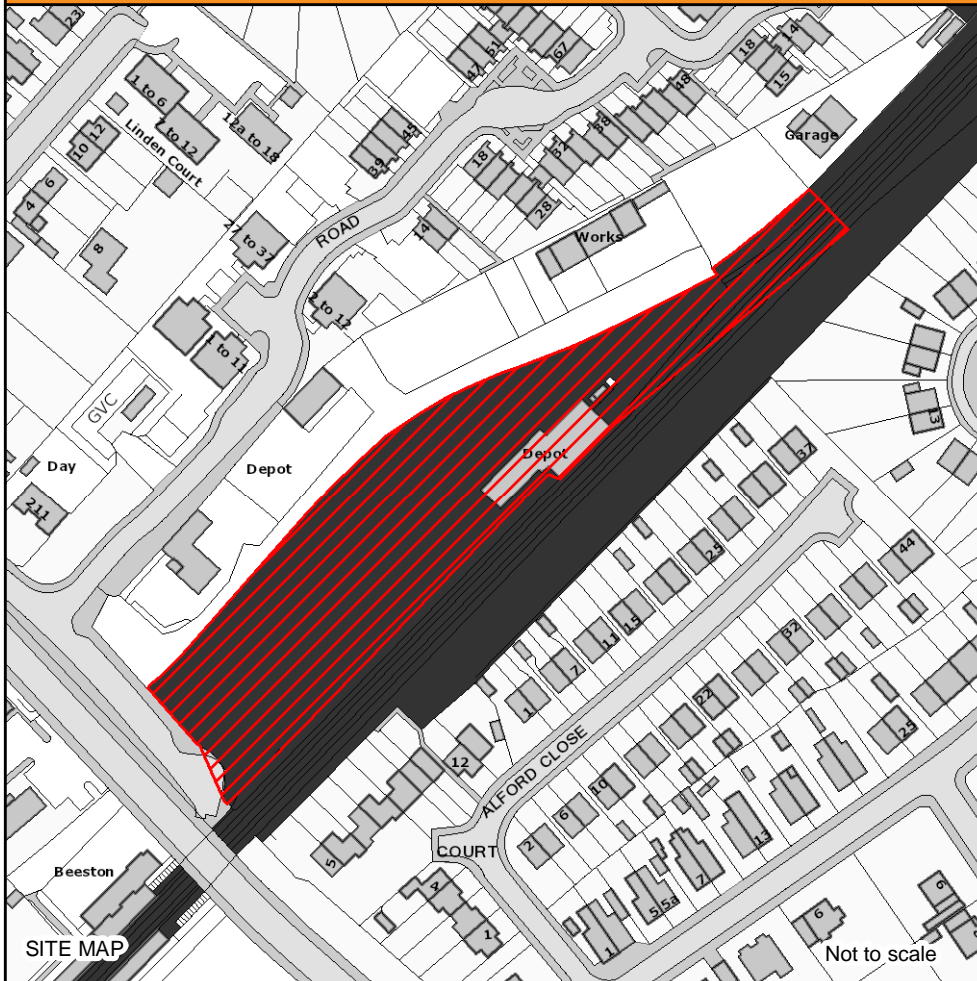 23
51
47
67
18
14
15
1 to 6
7 to 12
12a to 18
Linden Court
10 12
45
39
48
38
32
18
28
Garage
4 6
8
ROAD
14
Works
27 to 37
2 to 12
1 to 11
GVC
Day
211
Depot
Depot
13
37
25
15
11
7
1
44
32
22
10
6
2
25
13
7
5 5a
1
12
5
ALFORD CLOSE
COURT
4
1
6
6
Beeston
SITE MAP
Not to scale